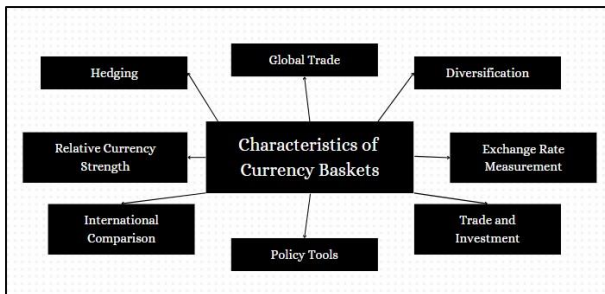 Global Trade
Hedging
Diversification
Characteristics of
Currency Baskets
Relative Currency
Strength
Exchange Rate
Measurement
International
Comparison
Trade and
Investment
Policy Tools